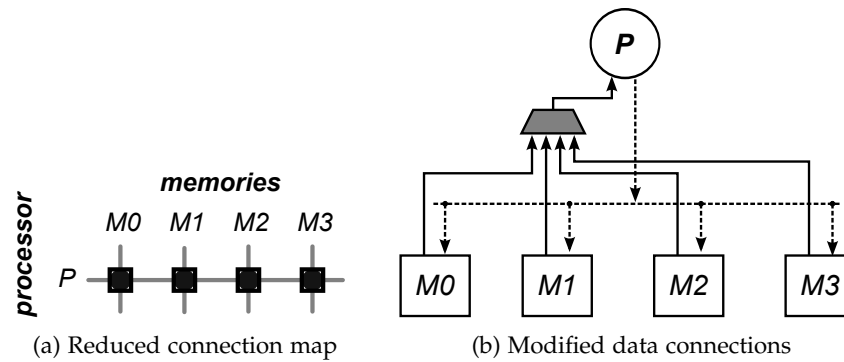 processor
memories
M0 M1 M2 M3
P
(a) Reduced connection map
P
M0 M1 M2 M3
(b) Modified data connections